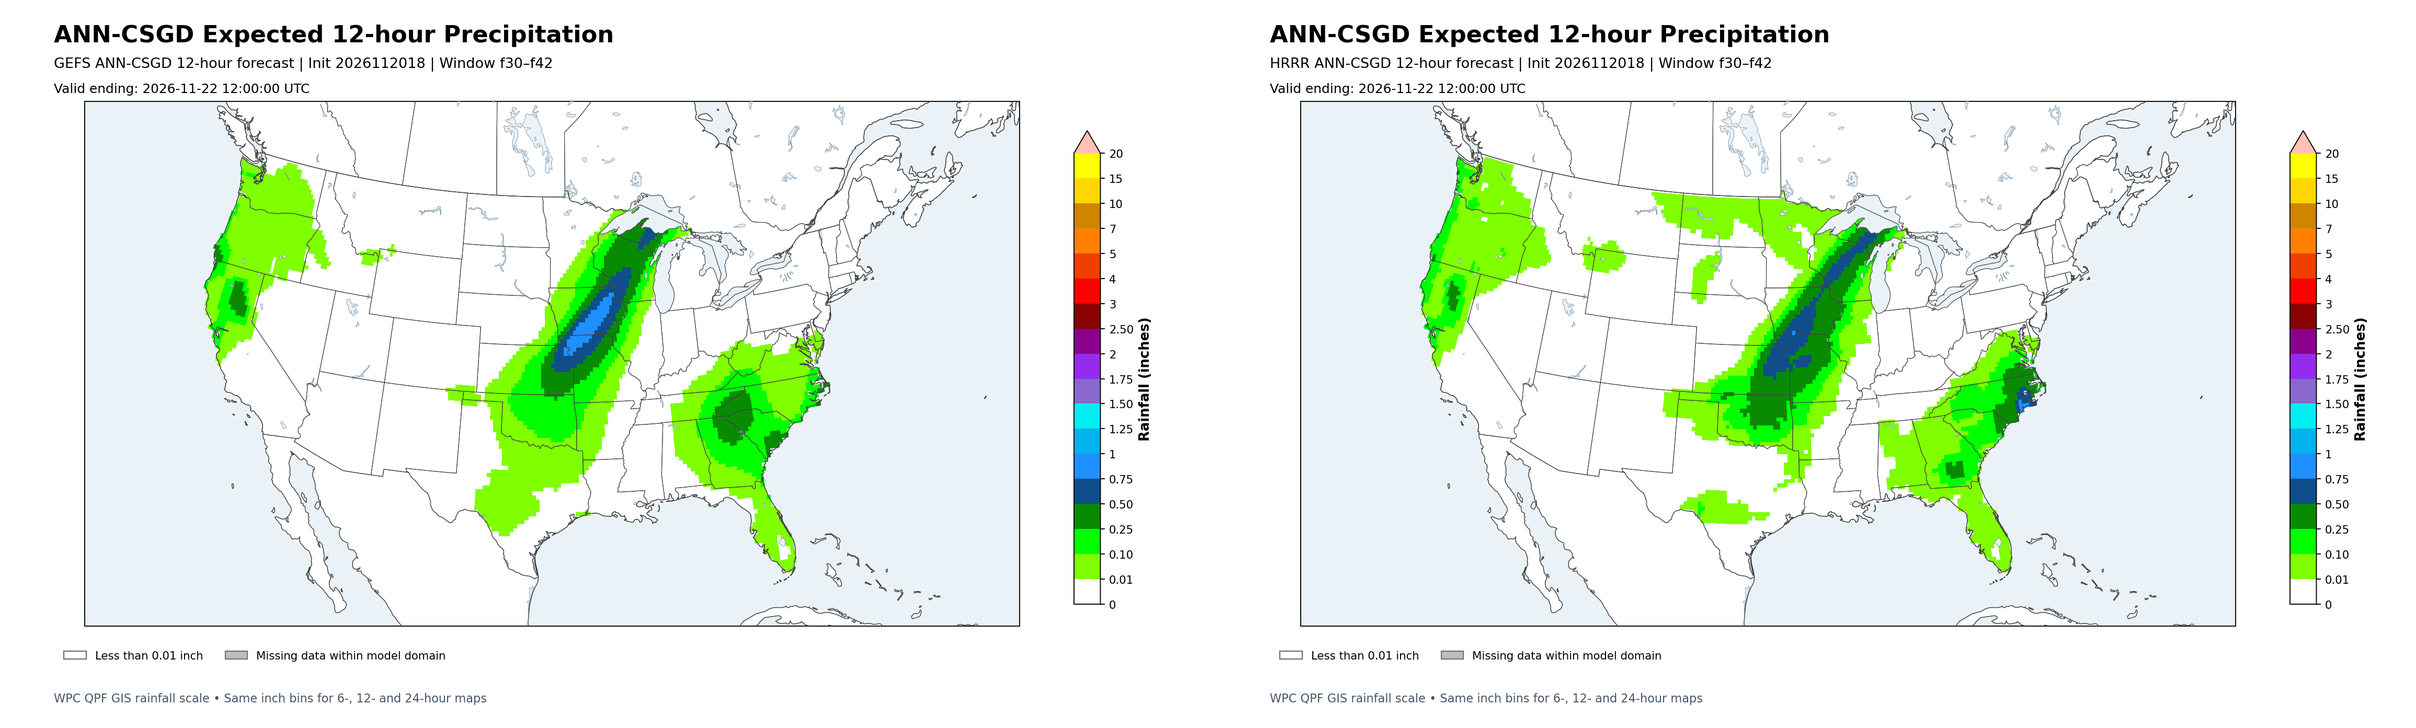 ANN-CSGD Expected 12-hour Precipitation
GEFS ANN-CSGD 12-hour forecast | Init 2026112018 | Window f30–f42
Valid ending: 2026-11-22 12:00:00 UTC
20
15
10
7
5
4
3
2.50
2
1.75
1.50
1.25
1
0.75
0.50
0.25
0.10
0.01
0
Rainfall (inches)
Less than 0.01 inch
Missing data within model domain
WPC QPF GIS rainfall scale • Same inch bins for 6-, 12- and 24-hour maps
ANN-CSGD Expected 12-hour Precipitation
HRRR ANN-CSGD 12-hour forecast | Init 2026112018 | Window f30–f42
Valid ending: 2026-11-22 12:00:00 UTC
20
15
10
7
5
4
3
2.50
2
1.75
1.50
1.25
1
0.75
0.50
0.25
0.10
0.01
0
Rainfall (inches)
Less than 0.01 inch
Missing data within model domain
WPC QPF GIS rainfall scale • Same inch bins for 6-, 12- and 24-hour maps